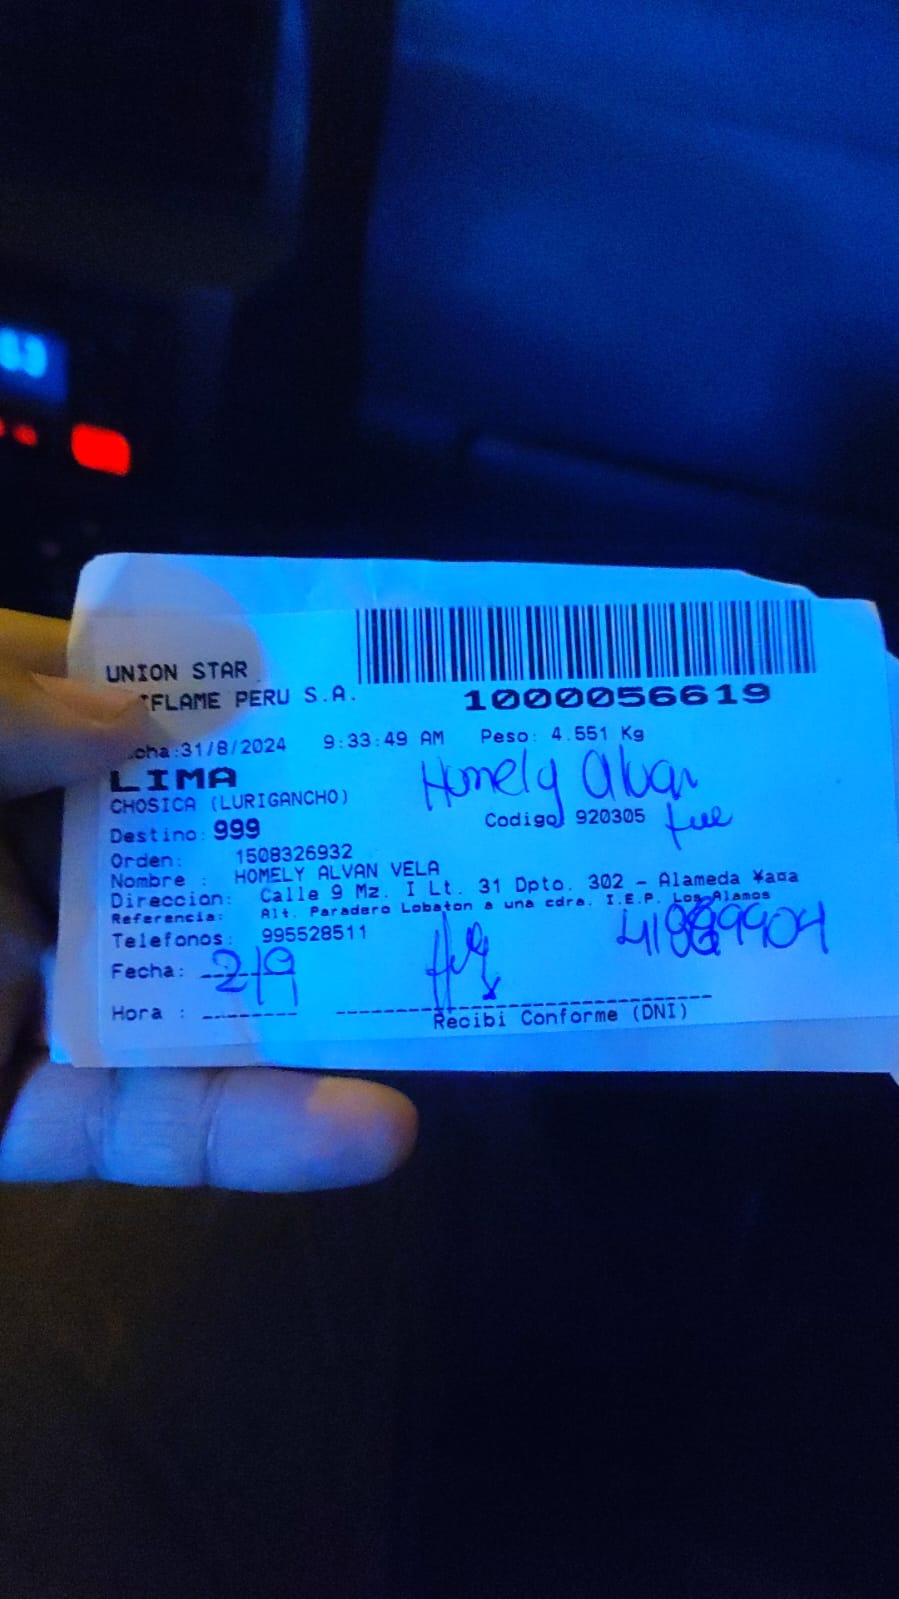 UNION STAR
FLAME PERU S.A.
1000056619
cha:31/8/2024 9:33:49 AM Peso: 4.551 Kg
LIMA
Homely Alvan
CHOSICA (LURIGANCHO)
Codigo 920305
Destino: 999
Orden: 1508326932
Nombre : HOMELY ALVAN VELA
Direccion: Calle 9 Mz. I Lt. 31 Dpto. 302 - Alameda ¥aªa
Referencia: Alt. Paradero Lobaton a una cdra. I.E.P. Los Alamos
Telefonos: 995528511
Fecha: 2/9
Hora :
Recibi Conforme (DNI)